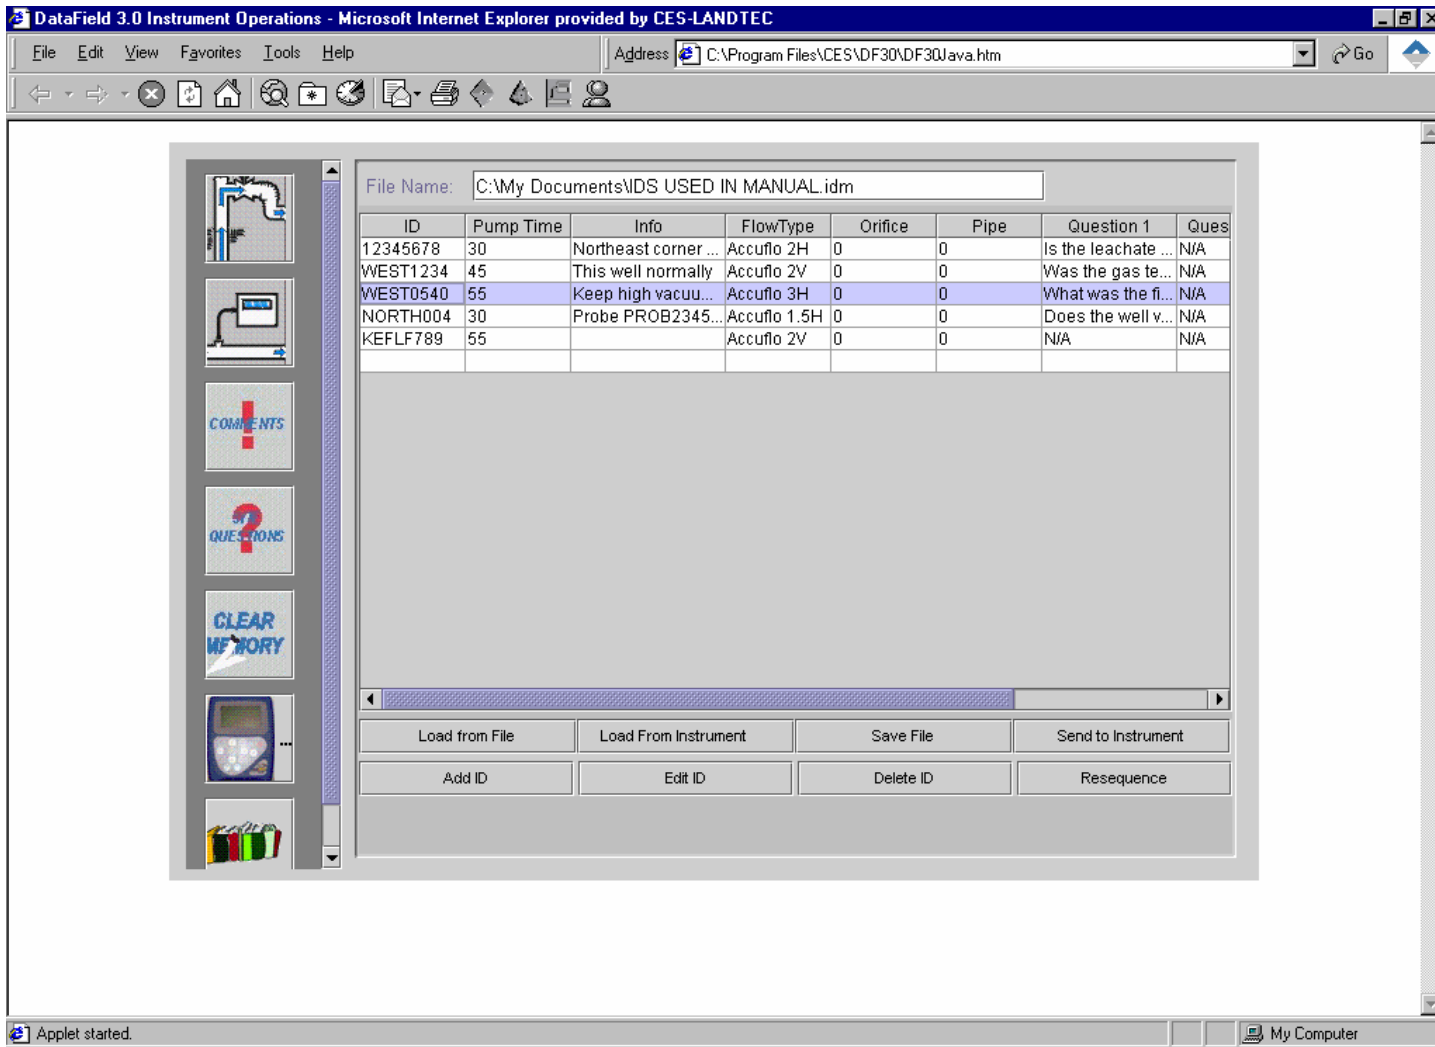 DataField 3.0 Instrument Operations - Microsoft Internet Explorer provided by CES-LANDTEC
File Edit View Favorites Tools Help Address C:\Program Files\CES\DF30\DF30Java.htm Go
File Name: C:\My Documents\IDS USED IN MANUAL.idm
ID Pump Time Info FlowType Orifice Pipe Question 1 Ques
12345678 30 Northeast corner ... Accuflo 2H 0 0 Is the leachate ... N/A
WEST1234 45 This well normally Accuflo 2V 0 0 Was the gas te... N/A
WEST0540 55 Keep high vacuu... Accuflo 3H 0 0 What was the fi... N/A
NORTH004 30 Probe PROB2345... Accuflo 1.5H 0 0 Does the well v... N/A
KEFLF789 55 Accuflo 2V 0 0 N/A N/A
COMMENTS
QUESTIONS
CLEAR
MEMORY
...
Load from File Load From Instrument Save File Send to Instrument
Add ID Edit ID Delete ID Resequence
Applet started. My Computer